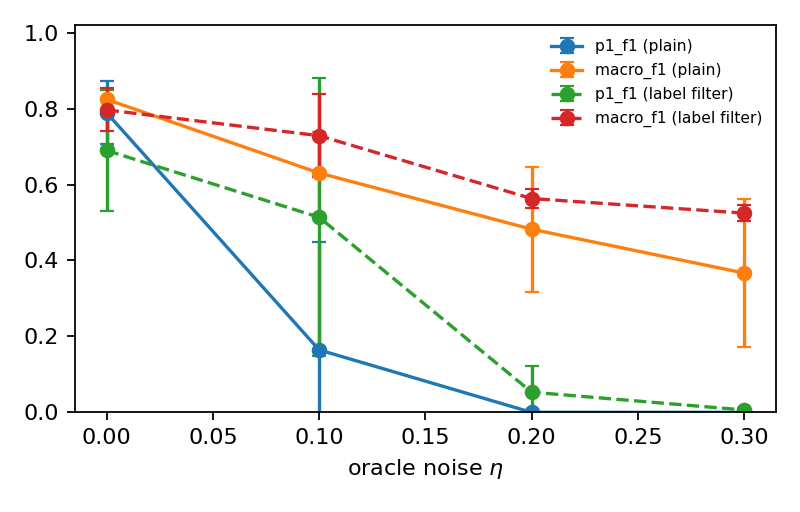 1.0
0.8
0.6
0.4
0.2
0.0
p1_f1 (plain)
macro_f1 (plain)
p1_f1 (label filter)
macro_f1 (label filter)
0.00 0.05 0.10 0.15 0.20 0.25 0.30
oracle noise η